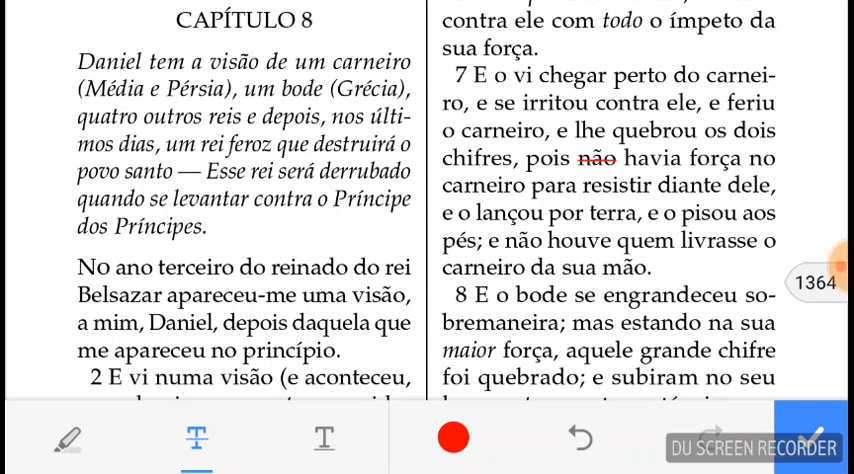 CAPÍTULO 8
Daniel tem a visão de um carneiro
(Média e Pérsia), um bode (Grécia),
quatro outros reis e depois, nos últi-
mos dias, um rei feroz que destruirá o
povo santo — Esse rei será derrubado
quando se levantar contra o Príncipe
dos Príncipes.
No ano terceiro do reinado do rei
Belsazar apareceu-me uma visão,
a mim, Daniel, depois daquela que
me apareceu no princípio.
2 E vi numa visão (e aconteceu,
contra ele com todo o ímpeto da
sua força.
7 E o vi chegar perto do carnei-
ro, e se irritou contra ele, e feriu
o carneiro, e lhe quebrou os dois
chifres, pois não havia força no
carneiro para resistir diante dele,
e o lançou por terra, e o pisou aos
pés; e não houve quem livrasse o
carneiro da sua mão.
8 E o bode se engrandeceu so-
bremaneira; mas estando na sua
maior força, aquele grande chifre
foi quebrado; e subiram no seu
1364
T
T
DU SCREEN RECORDER